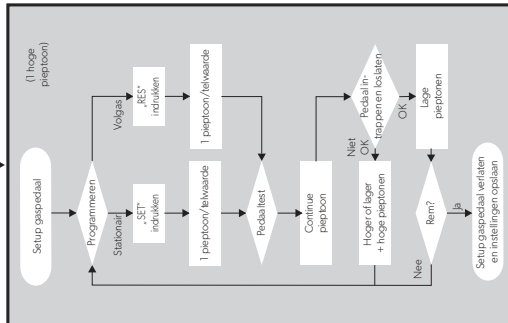 Setup gaspedaal
(1 hoge
pieptoon)
Programmeren
Stationair
Volgas
„SET"
indrukken
„RES"
indrukken
1 pieptoon/telwaarde
1 pieptoon/telwaarde
Pedaaltest
Continue
pieptoon
Pedaal in-
trappen en loslaten
Niet
OK
OK
Hoger of lager
+ hoge pieptonen
Lage
pieptonen
Rem?
Nee
Ja
Setup gaspedaal verlaten
en instellingen opslaan